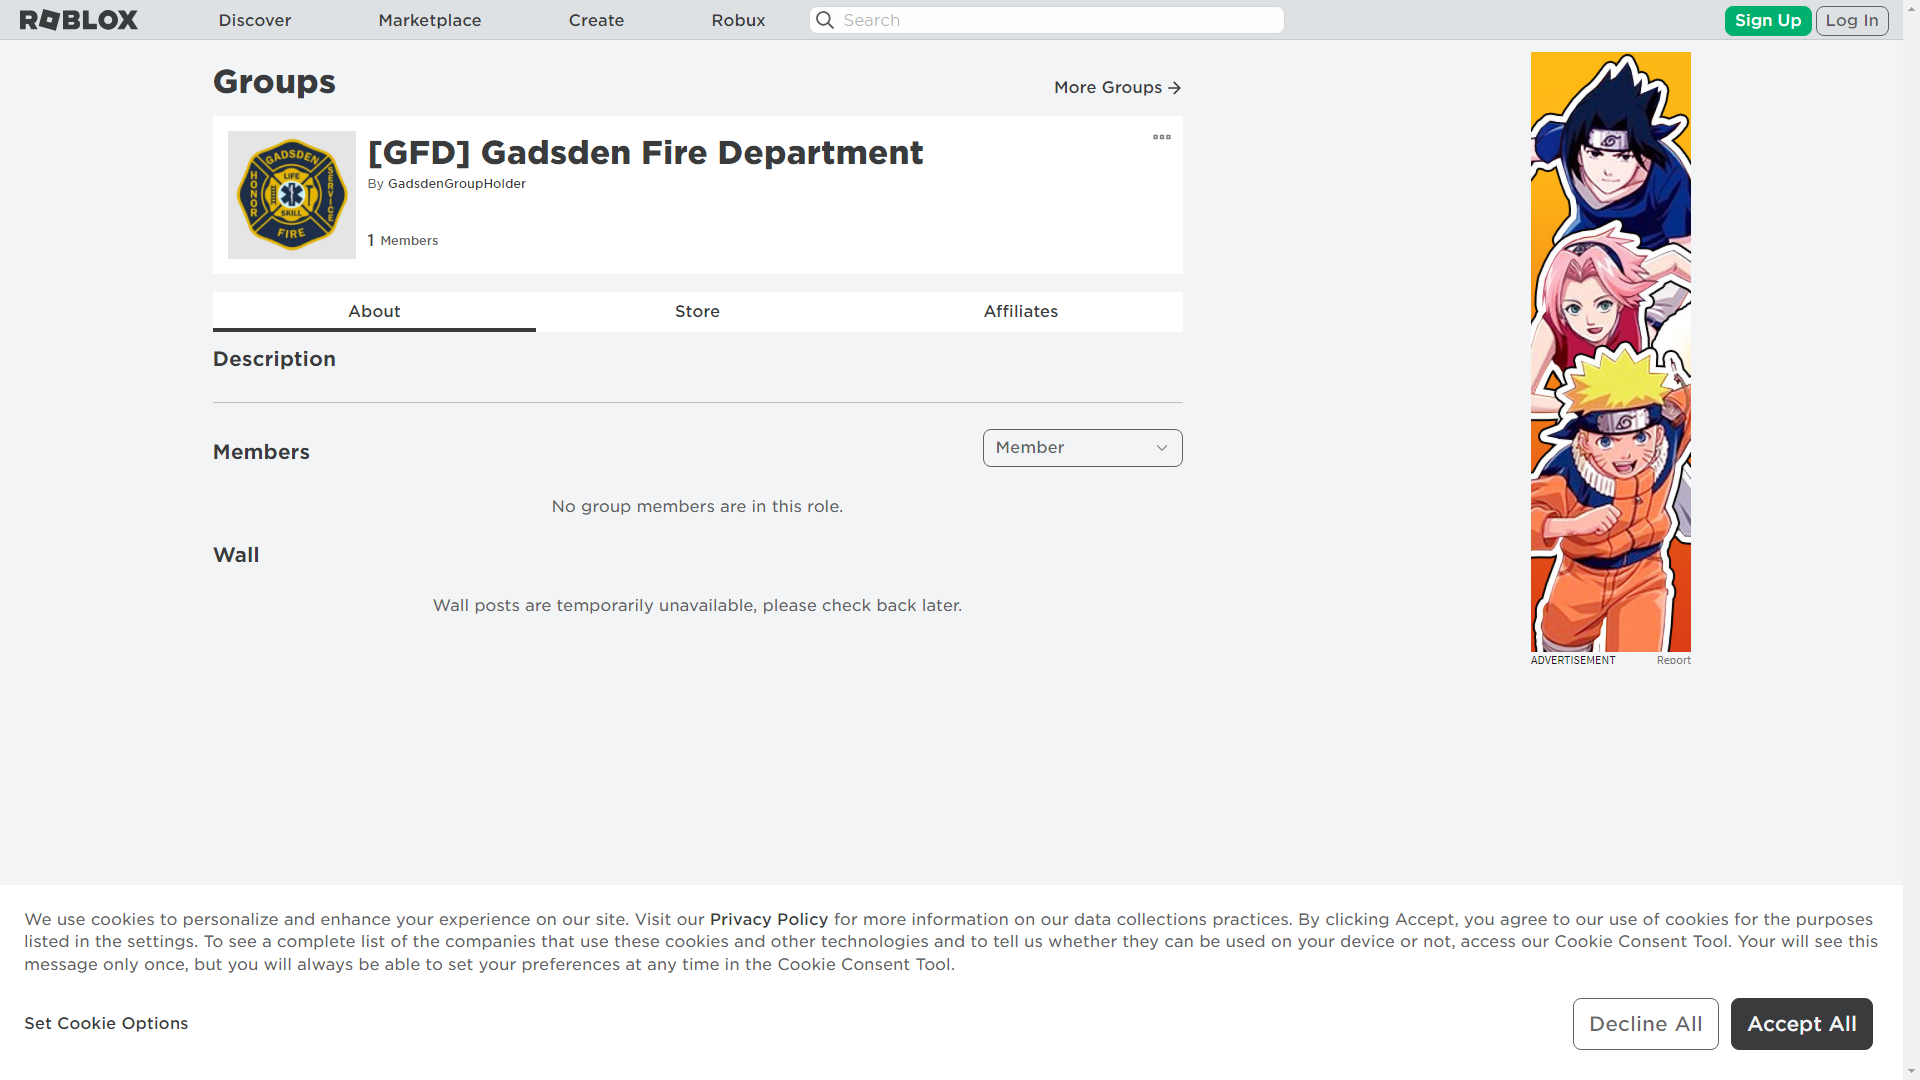 ROBLOX
Discover
Marketplace
Create
Robux
Search
Sign Up
Log In
Groups
More Groups
GADSDEN
HONOR
LIFE
SERVICE
SKILL
FIRE
[GFD] Gadsden Fire Department
By GadsdenGroupHolder
1 Members
About
Store
Affiliates
Description
Members
Member
No group members are in this role.
Wall
Wall posts are temporarily unavailable, please check back later.
ADVERTISEMENT
Report
We use cookies to personalize and enhance your experience on our site. Visit our Privacy Policy for more information on our data collections practices. By clicking Accept, you agree to our use of cookies for the purposes
listed in the settings. To see a complete list of the companies that use these cookies and other technologies and to tell us whether they can be used on your device or not, access our Cookie Consent Tool. Your will see this
message only once, but you will always be able to set your preferences at any time in the Cookie Consent Tool.
Set Cookie Options
Decline All
Accept All